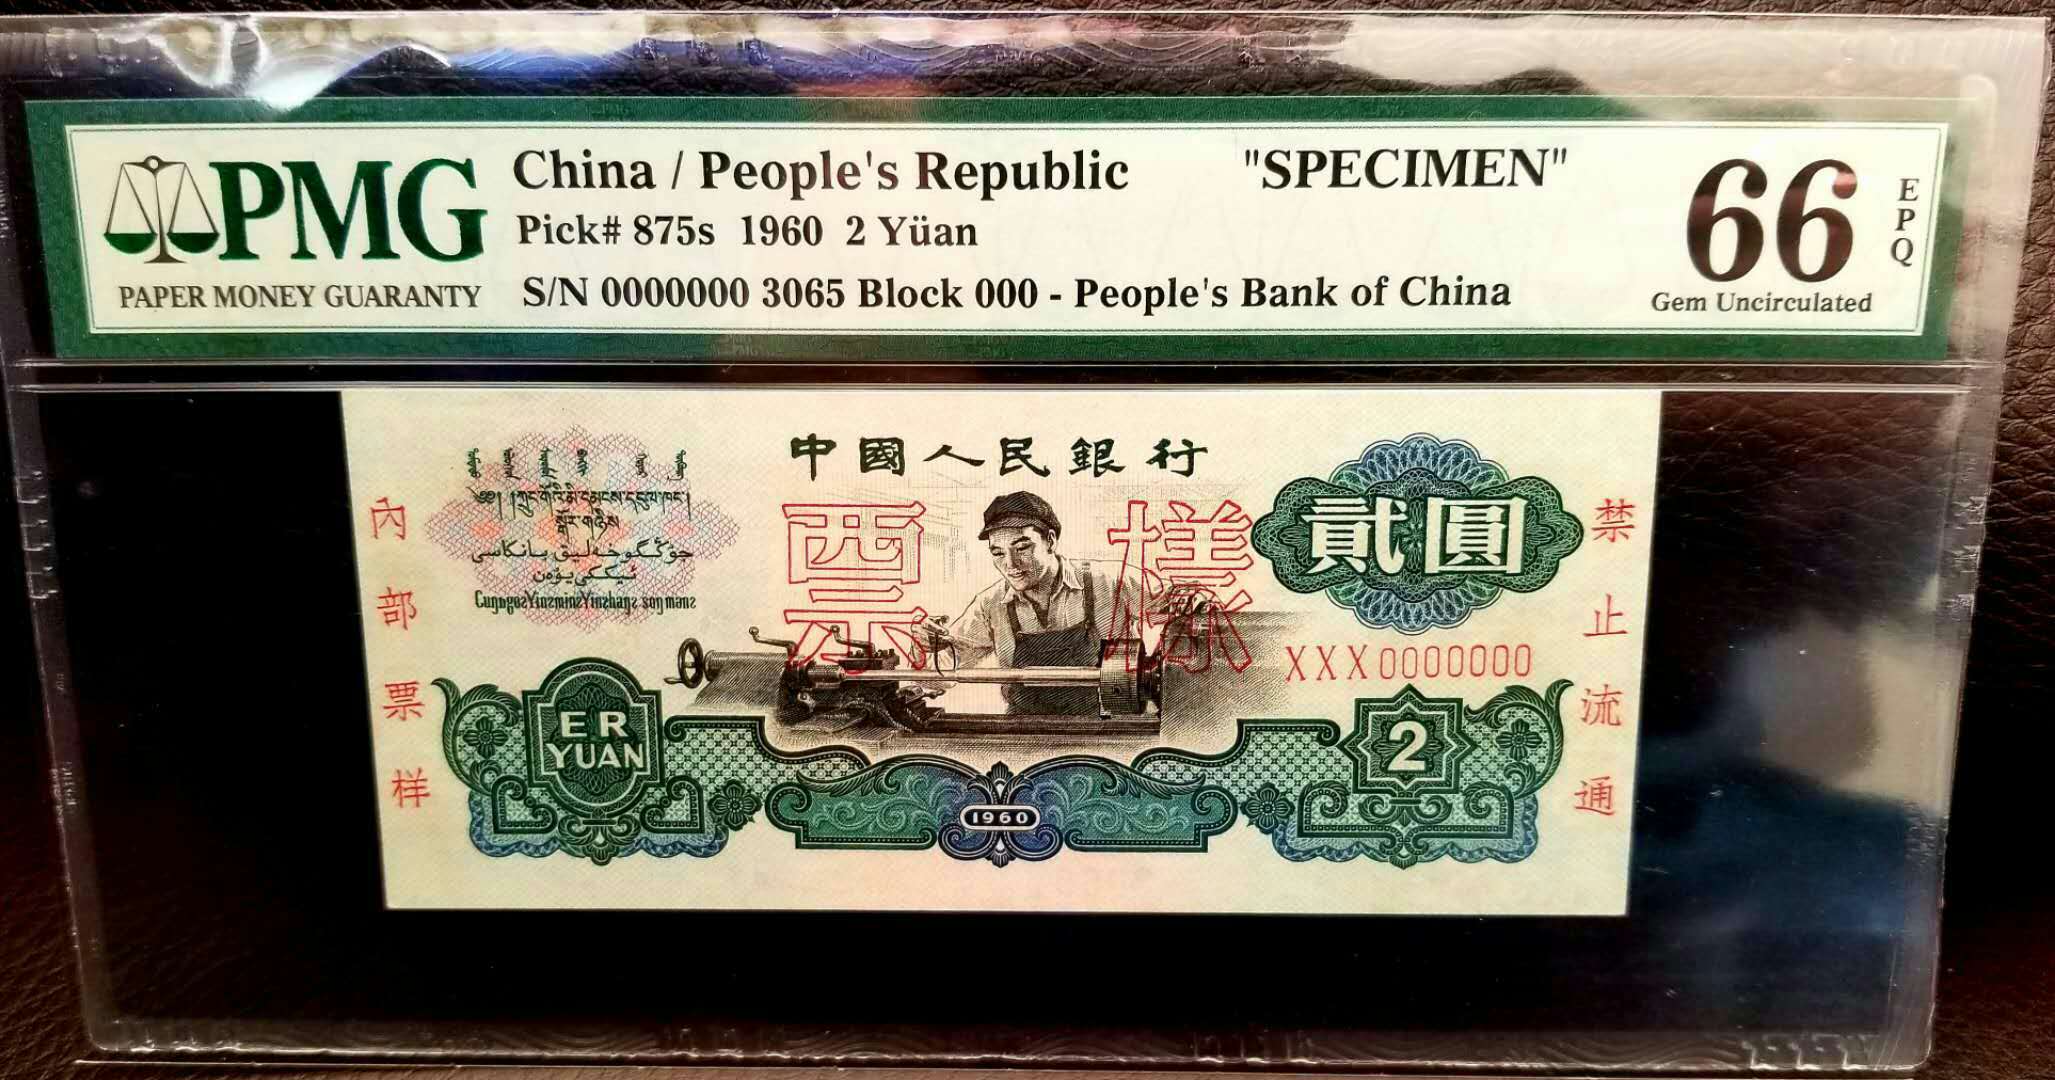 PMG
PAPER MONEY GUARANTY
China / People's Republic "SPECIMEN"
Pick# 875s 1960 2 Yüan
S/N 0000000 3065 Block 000 - People's Bank of China
66 EPQ
Gem Uncirculated
中國人民銀行
內部票样
票樣
貳圓
禁止流通
XXX0000000
ER
YUAN
2
1960